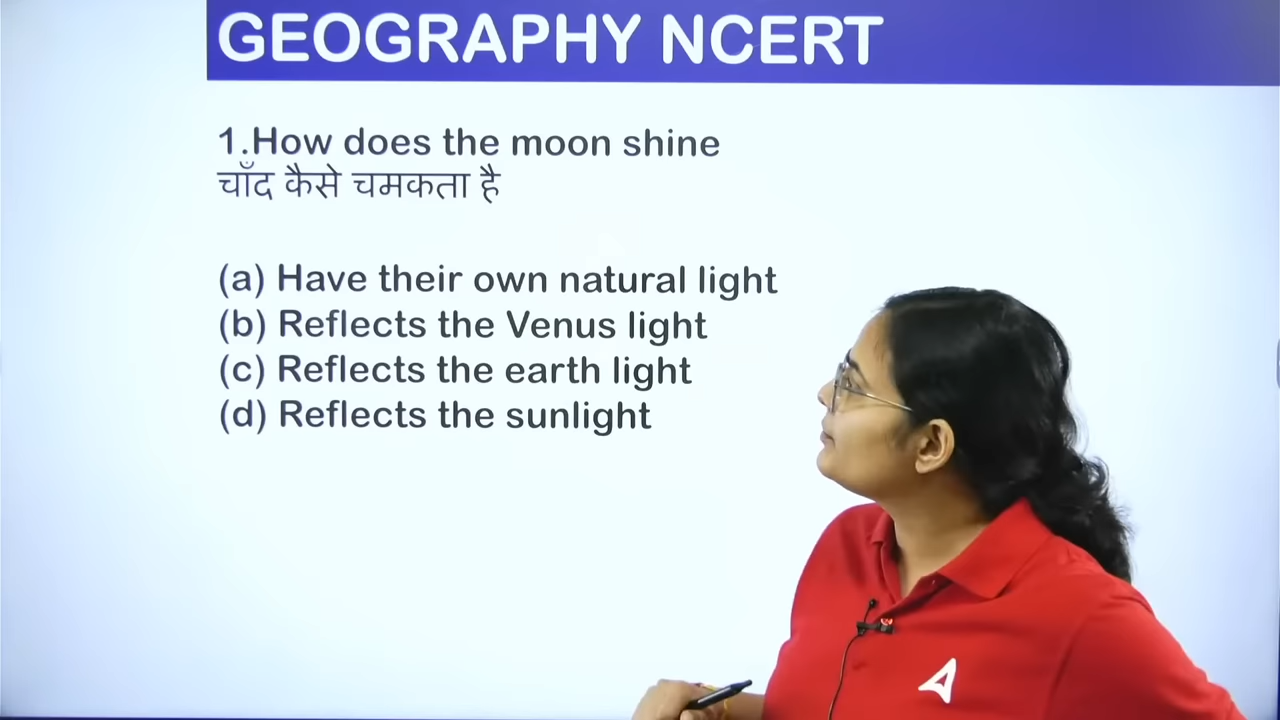 GEOGRAPHY NCERT
1.How does the moon shine
चाँद कैसे चमकता है
(a) Have their own natural light
(b) Reflects the Venus light
(c) Reflects the earth light
(d) Reflects the sunlight